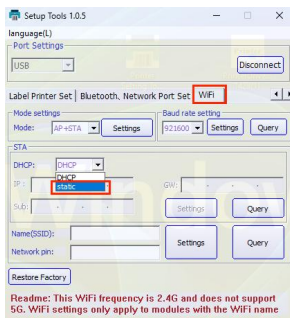 Setup Tools 1.0.5
language(L)
Port Settings
USB
Disconnect
Label Printer Set
Bluetooth、Network
Port Set
WiFi
Mode settings
Baud rate setting
Mode:
AP+STA
Settings
921600
Settings
Query
STA
DHCP:
DHCP
DHCP
static
IP :
GW:
Sub:
Settings
Query
Name(SSID):
Network pin:
Settings
Query
Restore Factory
Readme: This WiFi frequency is 2.4G and does not support
5G. WiFi settings only apply to modules with the WiFi name